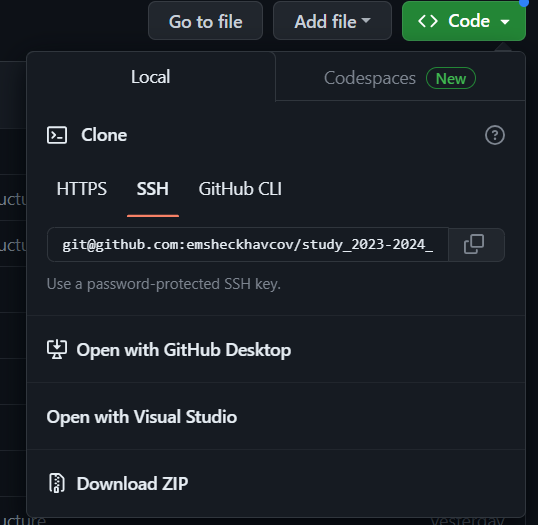 Go to file Add file Code
Local Codespaces New
Clone
HTTPS SSH GitHub CLI
git@github.com:emsheckhavcov/study_2023-2024_
Use a password-protected SSH key.
Open with GitHub Desktop
Open with Visual Studio
Download ZIP
yesterday